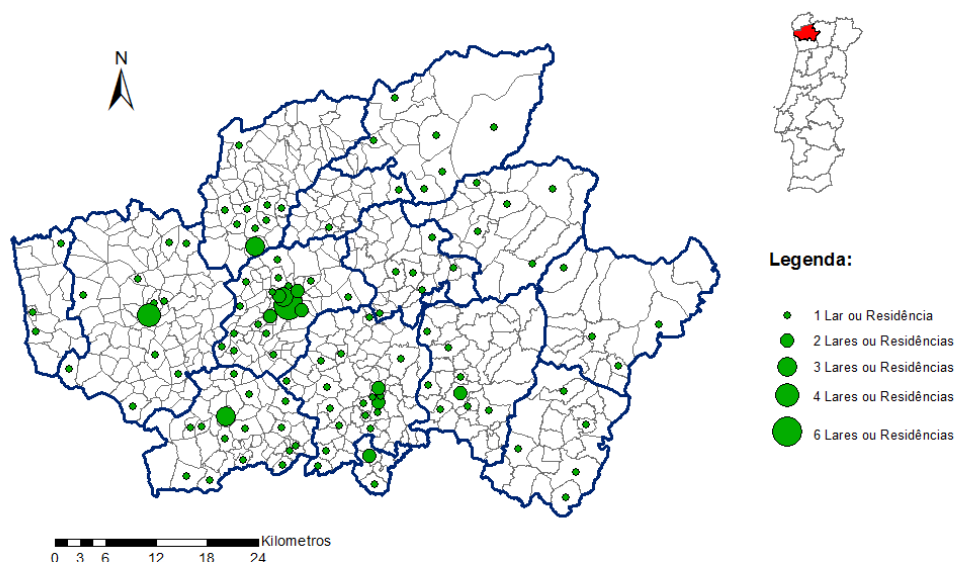 N
Legenda:
1 Lar ou Residência
2 Lares ou Residências
3 Lares ou Residências
4 Lares ou Residências
6 Lares ou Residências
Kilometros
0 3 6 12 18 24